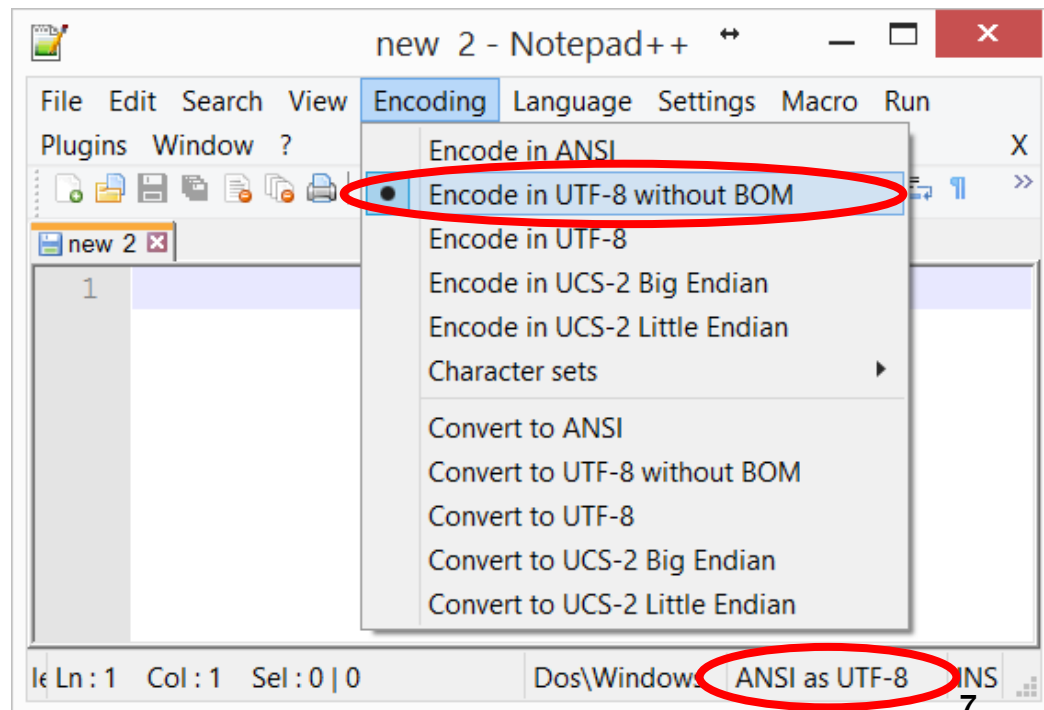 new 2 - Notepad++
File Edit Search View Encoding Language Settings Macro Run
Plugins Window ? X
Encode in ANSI
Encode in UTF-8 without BOM
new 2
Encode in UTF-8
1
Encode in UCS-2 Big Endian
Encode in UCS-2 Little Endian
Character sets
Convert to ANSI
Convert to UTF-8 without BOM
Convert to UTF-8
Convert to UCS-2 Big Endian
Convert to UCS-2 Little Endian
Ln : 1 Col : 1 Sel : 0 | 0 Dos\Windows ANSI as UTF-8 INS
7